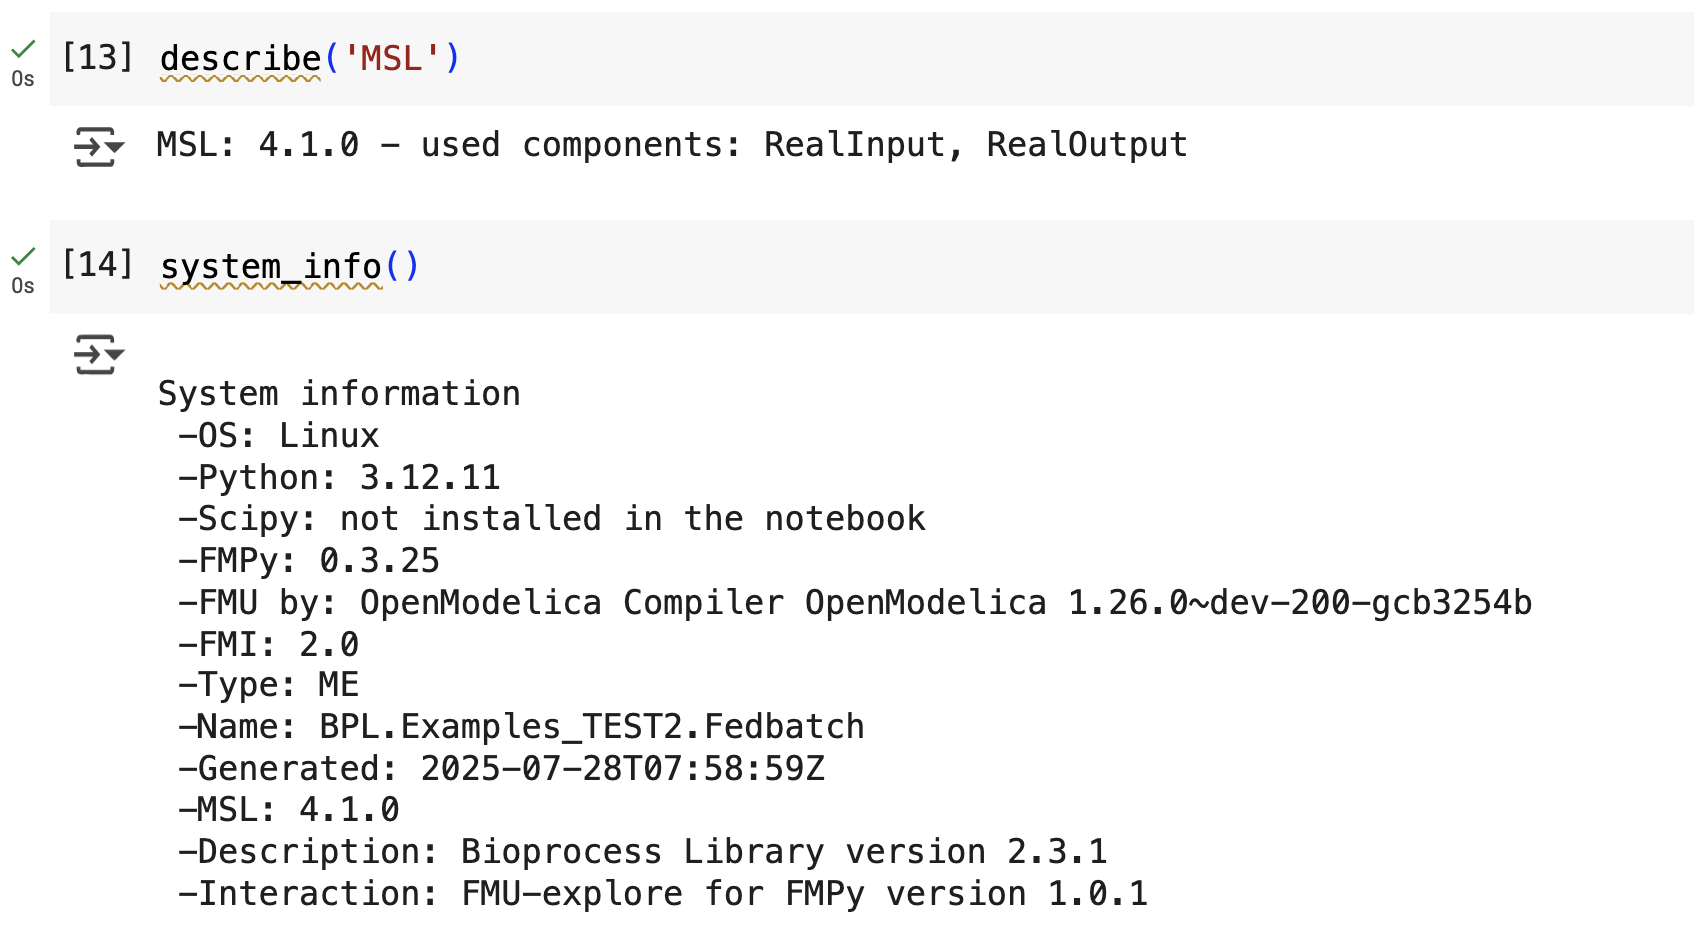 [13] describe('MSL')
0s
MSL: 4.1.0 – used components: RealInput, RealOutput
[14] system_info()
0s
System information
-OS: Linux
-Python: 3.12.11
-Scipy: not installed in the notebook
-FMPy: 0.3.25
-FMU by: OpenModelica Compiler OpenModelica 1.26.0~dev-200-gcb3254b
-FMI: 2.0
-Type: ME
-Name: BPL.Examples_TEST2.Fedbatch
-Generated: 2025-07-28T07:58:59Z
-MSL: 4.1.0
-Description: Bioprocess Library version 2.3.1
-Interaction: FMU-explore for FMPy version 1.0.1